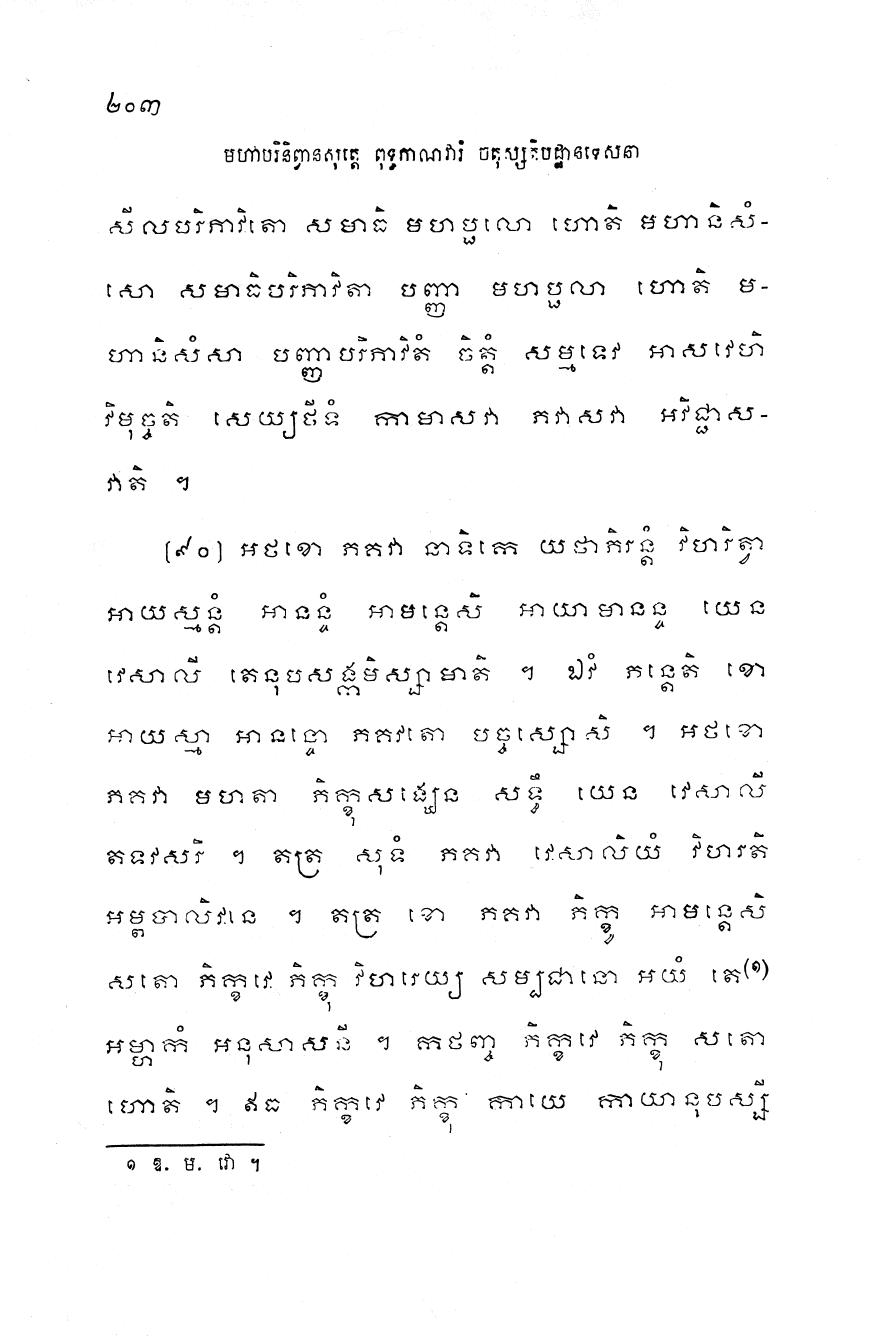 ២០៣
មហាបរិនិព្វានសុត្តេ ពុទ្ធភាណវារំ ចតុស្សតិបដ្ឋានទេសនា
សីលបរិភាវិតោ សមាធិ មហប្ផលោ ហោតិ មហានិសំ-
សោ សមាធិបរិភាវិតា បញ្ញា មហប្ផលា ហោតិ ម-
ហានិសំសា បញ្ញាបរិភាវិតំ ចិត្តំ សម្មទេវ អាសវេហិ
វិមុច្ចតិ សេយ្យថីទំ កាមាសវា ភវាសវា អវិជ្ជាស-
វាតិ ។
[៩០] អថខោ ភគវា នាទិកេ យថាភិរន្តំ វិហរិត្វា
អាយស្មន្តំ អានន្ទំ អាមន្តេសិ អាយាមានន្ទ យេន
វេសាលី តេនុបសង្កមិស្សាមាតិ ។ ឯវំ ភន្តេតិ ខោ
អាយស្មា អានន្ទោ ភគវតោ បច្ចស្សោសិ ។ អថខោ
ភគវា មហតា ភិក្ខុសង្ឃេន សទ្ធឹ យេន វេសាលី
តទវសរិ ។ តត្រ សុទំ ភគវា វេសាលិយំ វិហរតិ
អម្ពបាលិវនេ ។ តត្រ ខោ ភគវា ភិក្ខូ អាមន្តេសិ
សតោ ភិក្ខវេ ភិក្ខុ វិហរេយ្យ សម្បជានោ អយំ តេ(១)
អម្ហាកំ អនុសាសនី ។ កថញ្ច ភិក្ខវេ ភិក្ខុ សតោ
ហោតិ ។ ឥធ ភិក្ខវេ ភិក្ខុ កាយេ កាយានុបស្សី
១ ឱ. ម. វោ ។